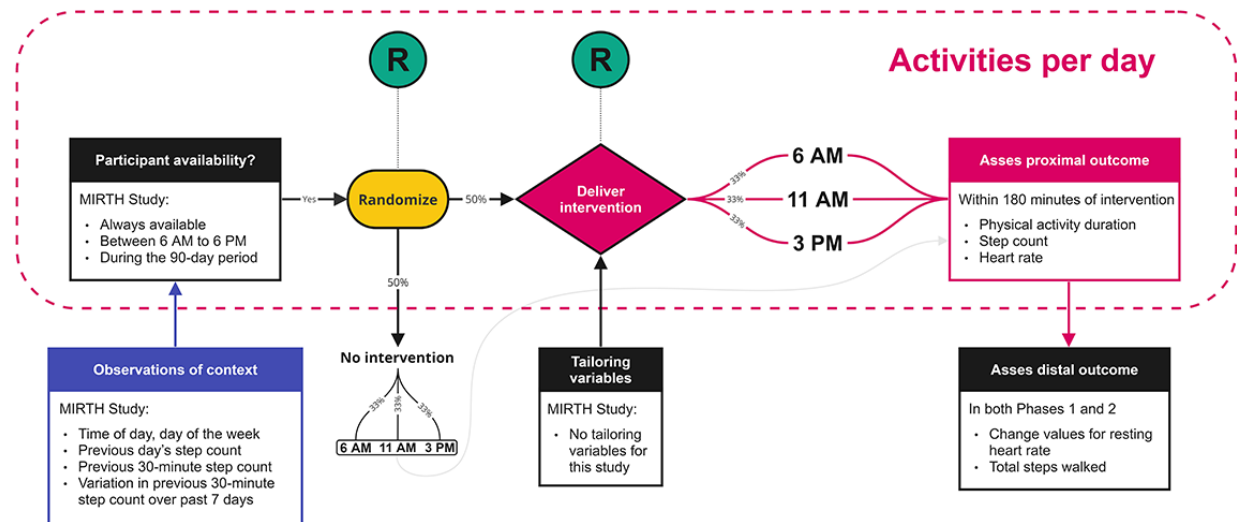 R
R
Activities per day
Participant availability?
MIRTH Study:
• Always available
• Between 6 AM to 6 PM
• During the 90-day period
Yes
Randomize
50%
Deliver
intervention
33%
6 AM
33%
11 AM
33%
3 PM
Asses proximal outcome
Within 180 minutes of intervention
• Physical activity duration
• Step count
• Heart rate
50%
No intervention
33%
33%
33%
6 AM 11 AM 3 PM
Observations of context
MIRTH Study:
• Time of day, day of the week
• Previous day's step count
• Previous 30-minute step count
• Variation in previous 30-minute
step count over past 7 days
Tailoring
variables
MIRTH Study:
• No tailoring
variables for
this study
Asses distal outcome
In both Phases 1 and 2
• Change values for resting
heart rate
• Total steps walked